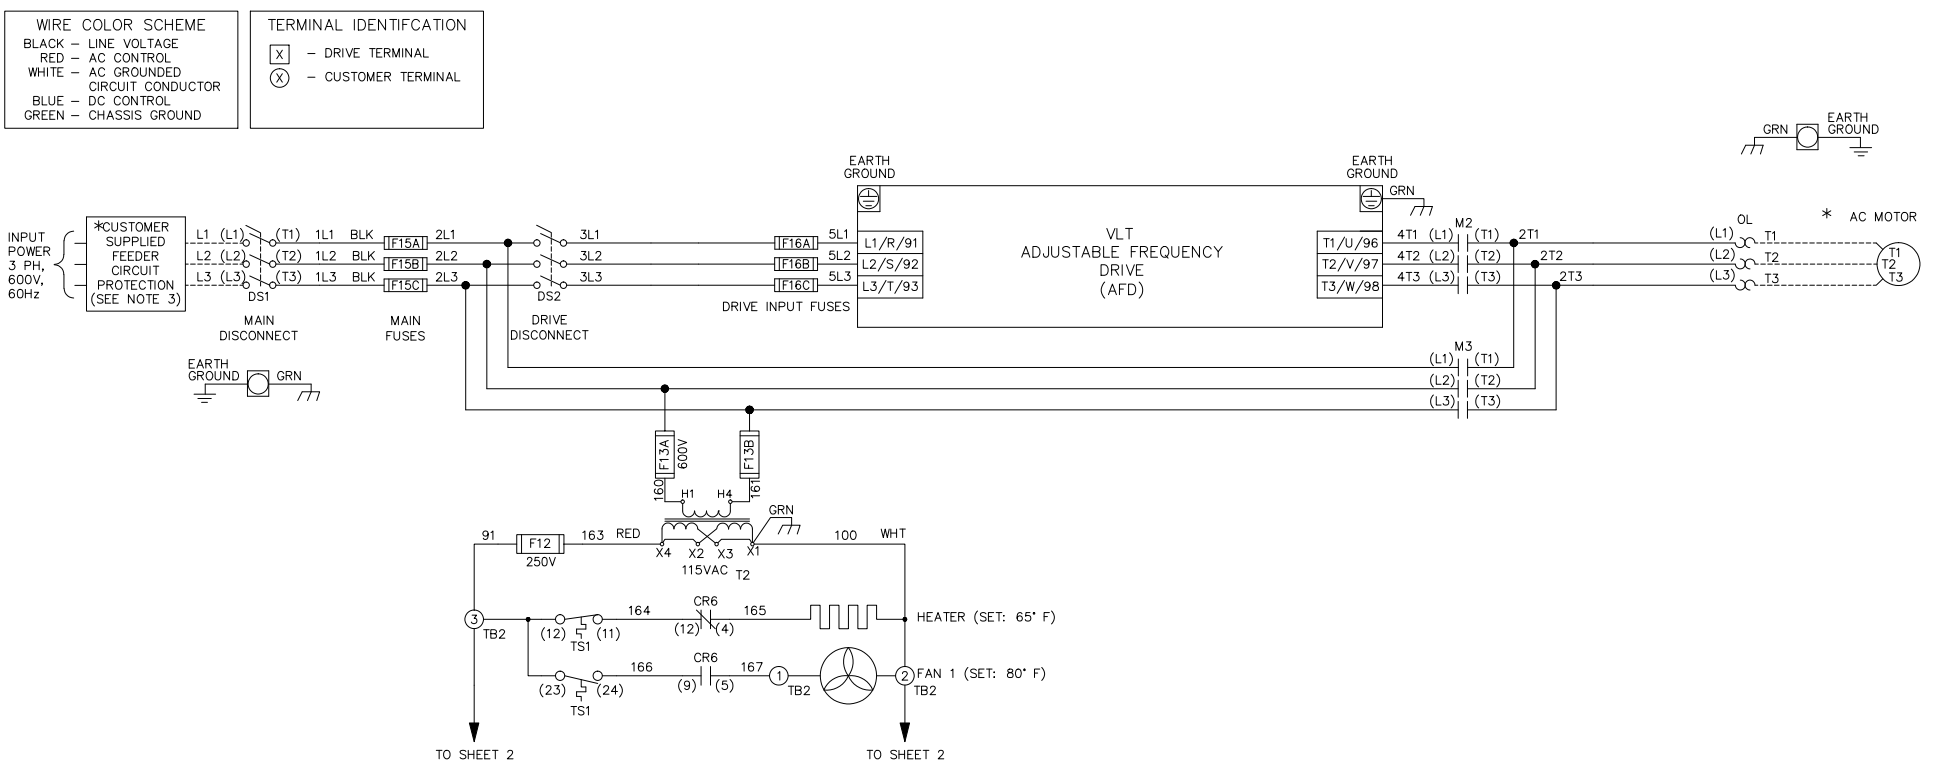 WIRE COLOR SCHEME
BLACK – LINE VOLTAGE
RED – AC CONTROL
WHITE – AC GROUNDED
CIRCUIT CONDUCTOR
BLUE – DC CONTROL
GREEN – CHASSIS GROUND
TERMINAL IDENTIFCATION
X – DRIVE TERMINAL
X – CUSTOMER TERMINAL
GRN
EARTH
GROUND
INPUT
POWER
3 PH,
600V,
60Hz
*CUSTOMER
SUPPLIED
FEEDER
CIRCUIT
PROTECTION
(SEE NOTE 3)
L1 (L1) (T1) 1L1 BLK F15A 2L1 3L1 F16A 5L1 L1/R/91
L2 (L2) (T2) 1L2 BLK F15B 2L2 3L2 F16B 5L2 L2/S/92
L3 (L3) (T3) 1L3 BLK F15C 2L3 3L3 F16C 5L3 L3/T/93
DS1
MAIN
DISCONNECT
MAIN
FUSES
DS2
DRIVE
DISCONNECT
DRIVE INPUT FUSES
EARTH
GROUND
VLT
ADJUSTABLE FREQUENCY
DRIVE
(AFD)
EARTH
GROUND
GRN
M2
T1/U/96 4T1 (L1) (T1) 2T1
T2/V/97 4T2 (L2) (T2) 2T2
T3/W/98 4T3 (L3) (T3) 2T3
OL
(L1) T1
(L2) T2
(L3) T3
* AC MOTOR
T1
T2
T3
M3
(L1) (T1)
(L2) (T2)
(L3) (T3)
EARTH
GROUND
GRN
F13A
600V
F13B
160
161
H1 H4
GRN
91 F12 163 RED
250V
X4 X2 X3 X1
100 WHT
115VAC T2
3
TB2
(12) (11)
TS1
164
CR6
(12) (4)
165
HEATER (SET: 65° F)
(23) (24)
TS1
166
CR6
(9) (5)
167
1
TB2
2
TB2
FAN 1 (SET: 80° F)
TO SHEET 2
TO SHEET 2